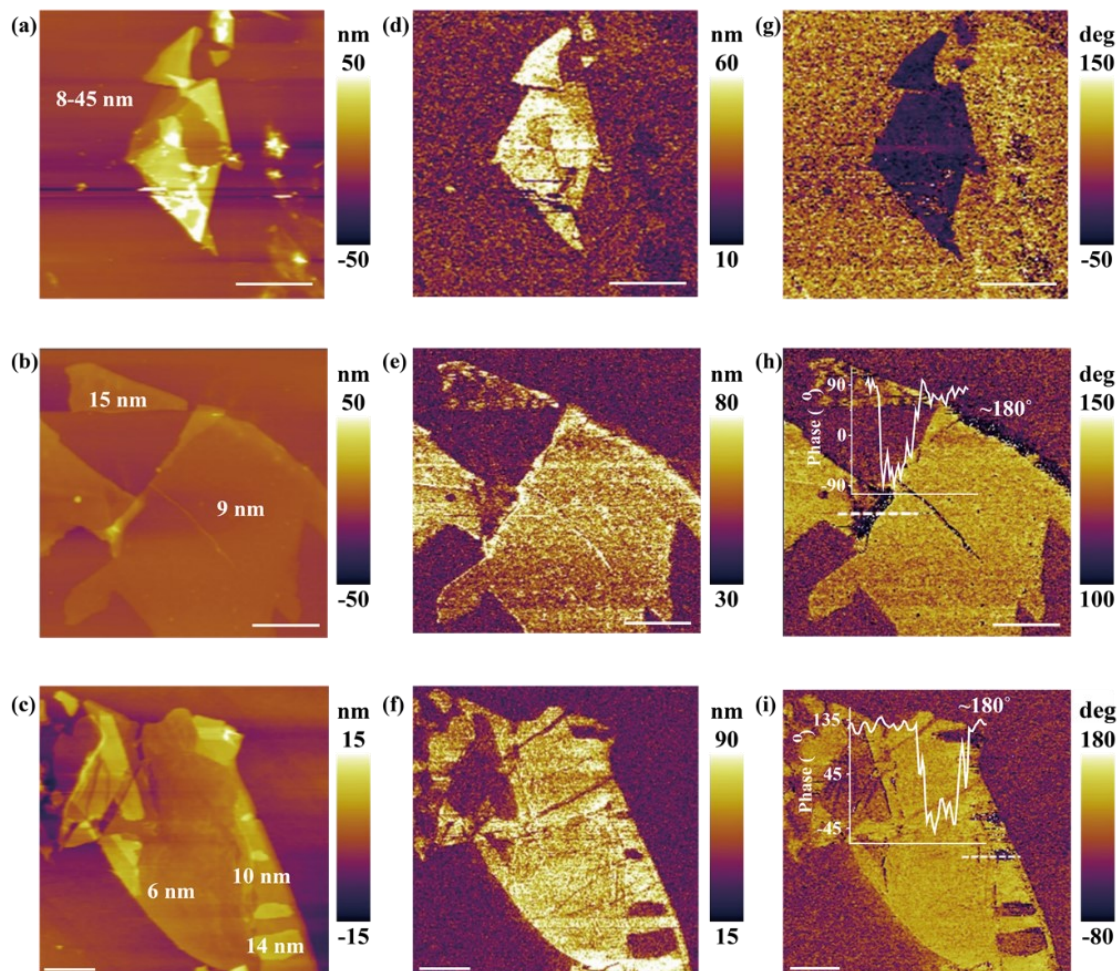 (a)
8-45 nm
nm
50
-50
(d)
nm
60
10
(g)
deg
150
-50
(b)
15 nm
9 nm
nm
50
-50
(e)
nm
80
30
(h)
Phase (°)
90
0
-90
~180°
deg
150
100
(c)
6 nm
10 nm
14 nm
nm
15
-15
(f)
nm
90
15
(i)
Phase (°)
135
45
-45
~180°
deg
180
-80